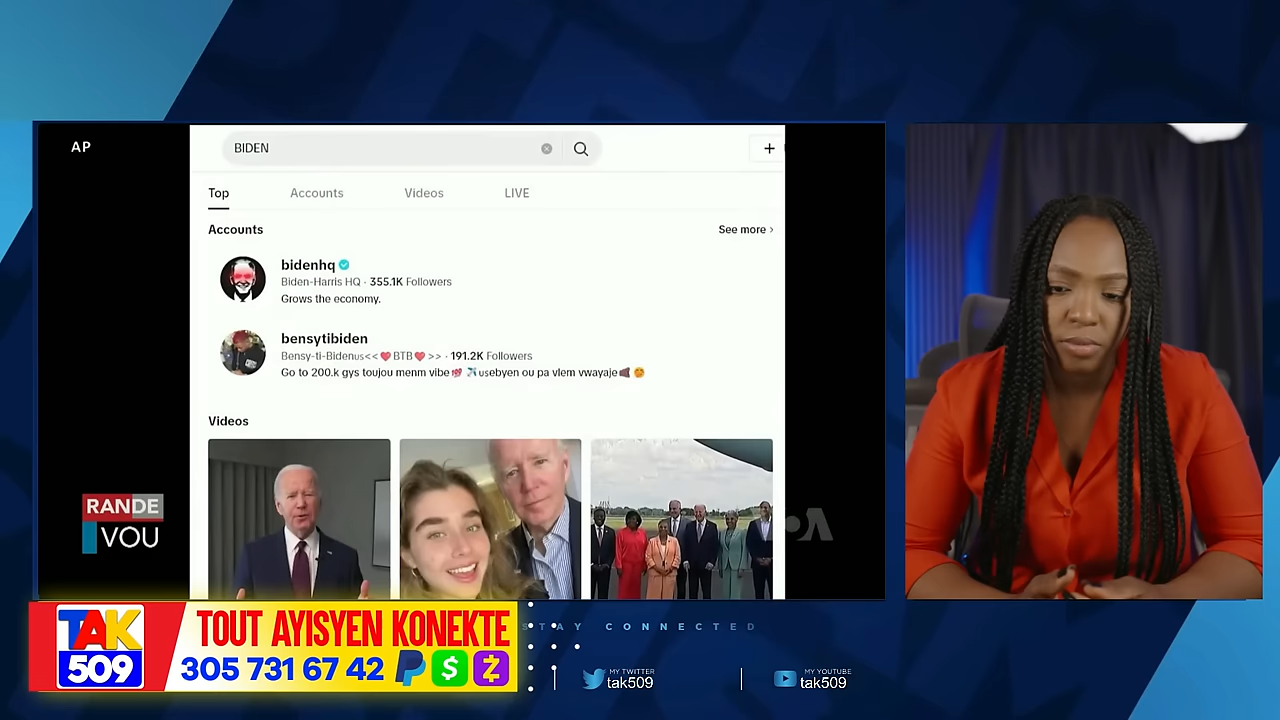 AP
BIDEN
Top
Accounts
Videos
LIVE
Accounts
See more ›
bidenhq
Biden-Harris HQ · 355.1K Followers
Grows the economy.
bensytibiden
Bensy-ti-Bidenus<<❤️BTB❤️>> · 191.2K Followers
Go to 200.k gys toujou menm vibe💯 ✈️usebyen ou pa vlem vwayaje
Videos
RANDE
VOU
VOA
TAK
509
TOUT AYISYEN KONEKTE
305 731 67 42
STAY CONNECTED
MY TWITTER
tak509
MY YOUTUBE
tak509